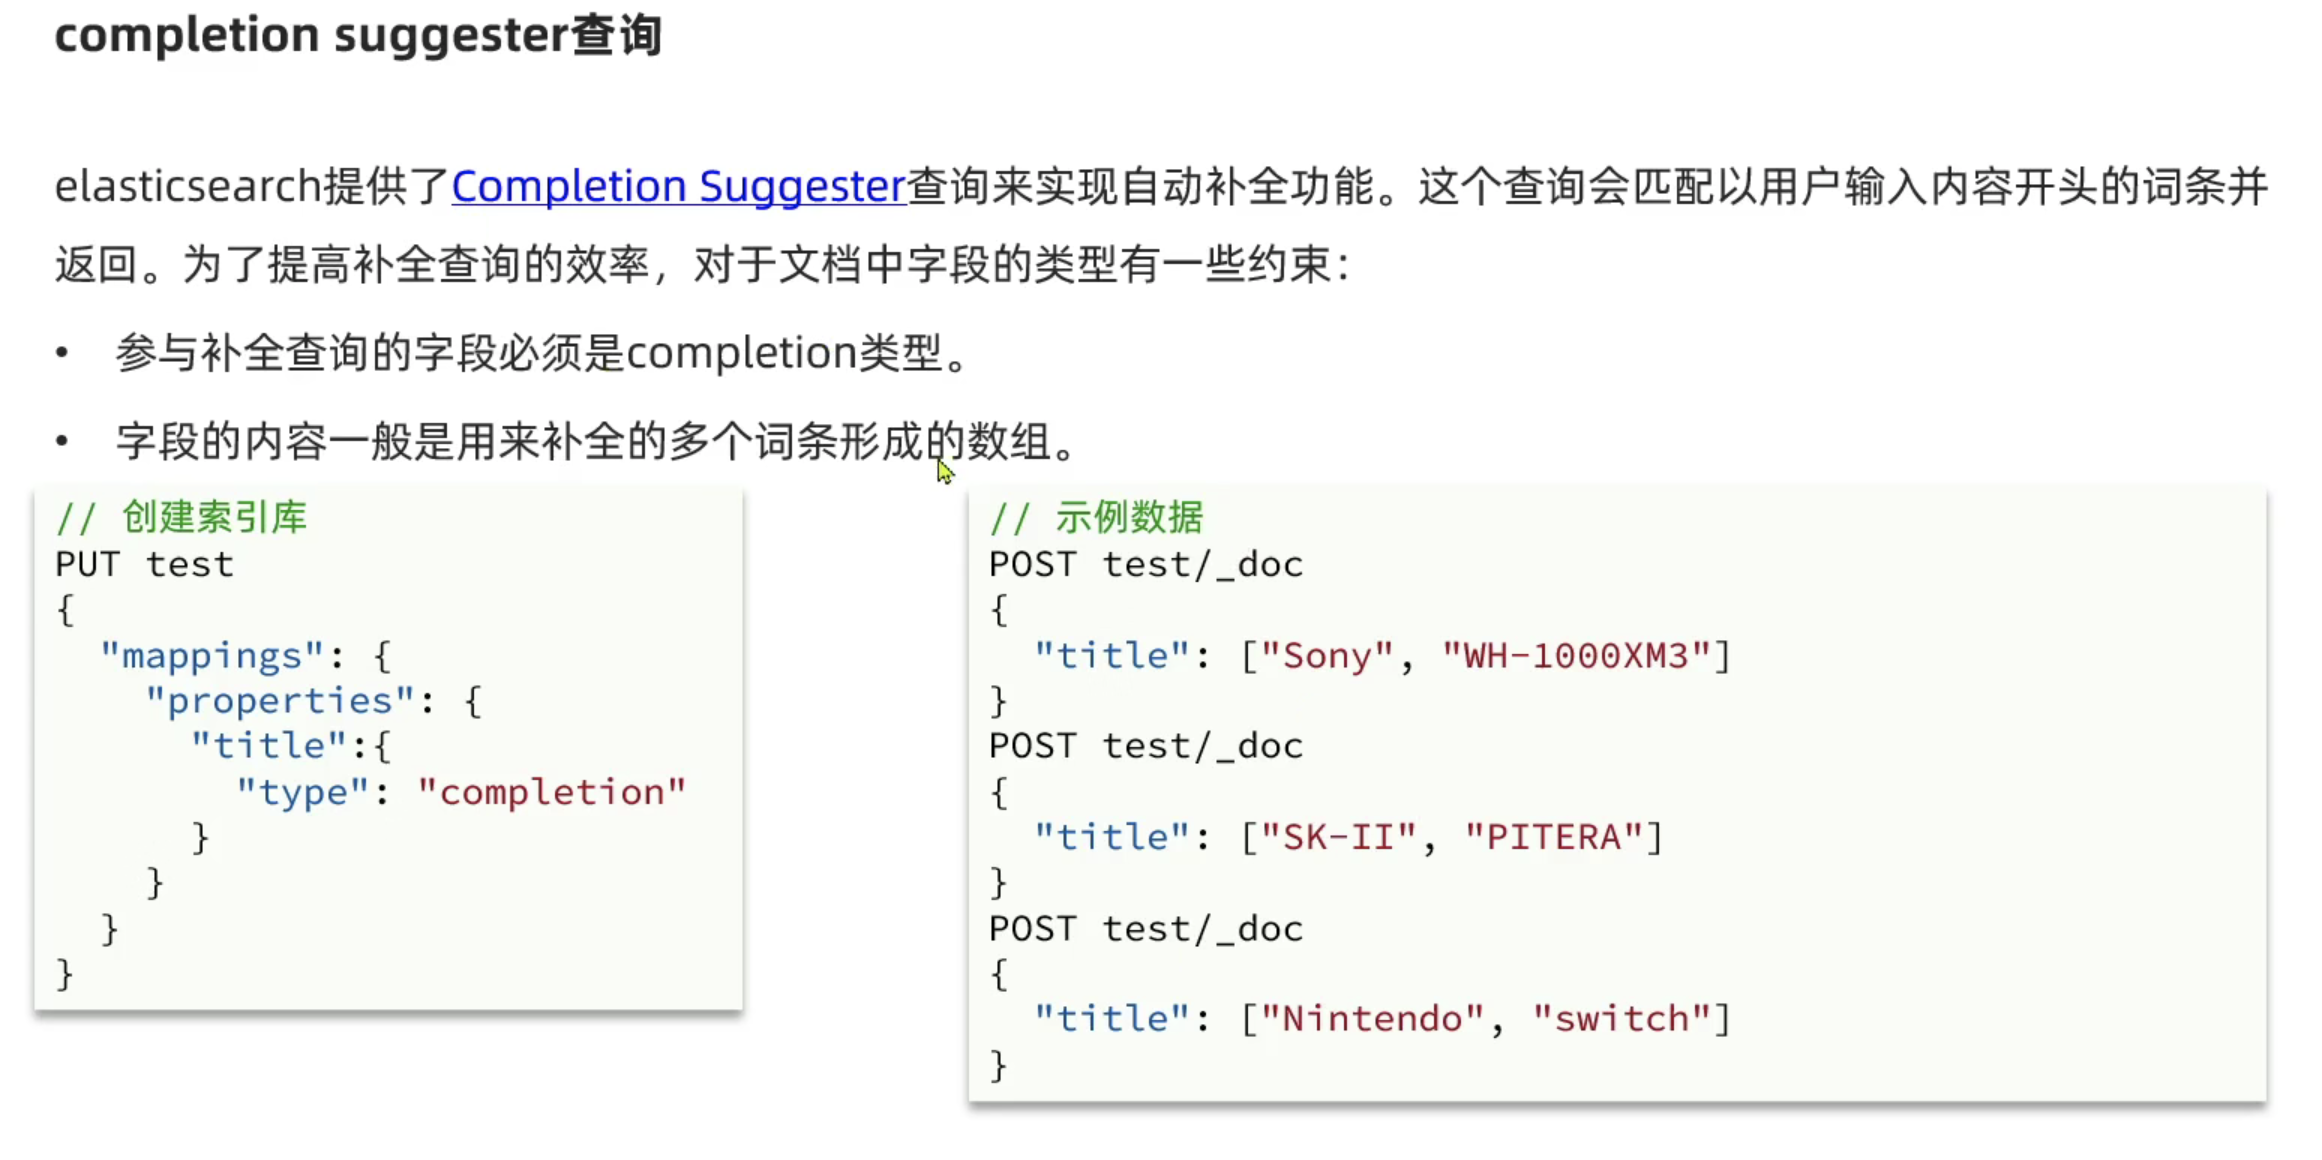 completion suggester查询
elasticsearch提供了Completion Suggester查询来实现自动补全功能。这个查询会匹配以用户输入内容开头的词条并
返回。为了提高补全查询的效率，对于文档中字段的类型有一些约束：
• 参与补全查询的字段必须是completion类型。
• 字段的内容一般是用来补全的多个词条形成的数组。
// 创建索引库
PUT test
{
  "mappings": {
    "properties": {
      "title":{
        "type": "completion"
      }
    }
  }
}
// 示例数据
POST test/_doc
{
  "title": ["Sony", "WH-1000XM3"]
}
POST test/_doc
{
  "title": ["SK-II", "PITERA"]
}
POST test/_doc
{
  "title": ["Nintendo", "switch"]
}